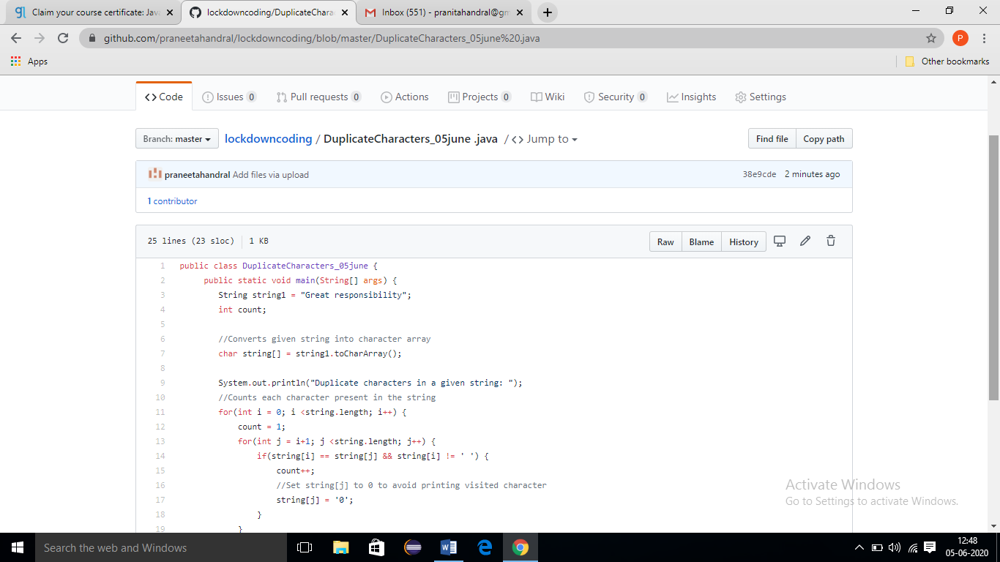 Claim your course certificate: Jav
lockdowncoding/DuplicateChara
Inbox (551) - pranitahandral@gm
github.com/praneetahandral/lockdowncoding/blob/master/DuplicateCharacters_05june%20.java
P
Apps
Other bookmarks
Code
Issues 0
Pull requests 0
Actions
Projects 0
Wiki
Security 0
Insights
Settings
Branch: master
lockdowncoding / DuplicateCharacters_05june .java / <> Jump to
Find file
Copy path
praneetahandral Add files via upload
38e9cde 2 minutes ago
1 contributor
25 lines (23 sloc) 1 KB
Raw
Blame
History
1 public class DuplicateCharacters_05june {
2 public static void main(String[] args) {
3 String string1 = "Great responsibility";
4 int count;
5
6 //Converts given string into character array
7 char string[] = string1.toCharArray();
8
9 System.out.println("Duplicate characters in a given string: ");
10 //Counts each character present in the string
11 for(int i = 0; i <string.length; i++) {
12 count = 1;
13 for(int j = i+1; j <string.length; j++) {
14 if(string[i] == string[j] && string[i] != ' ') {
15 count++;
16 //Set string[j] to 0 to avoid printing visited character
17 string[j] = '0';
18 }
19 }
Activate Windows
Go to Settings to activate Windows.
Search the web and Windows
12:48
05-06-2020